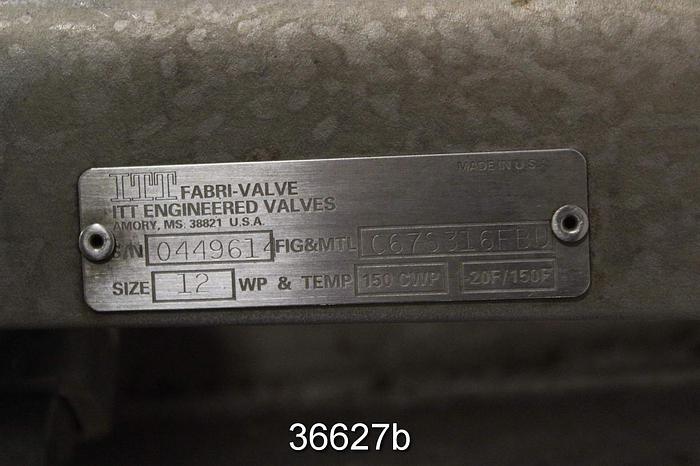 MADE IN U.S.
ITT FABRI-VALVE
ITT ENGINEERED VALVES
AMORY, MS. 38821 U.S.A.
S/N 0449614 FIG&MTL C67S316FBU
SIZE 12 WP & TEMP 150 CWP -20F/150F
36627b